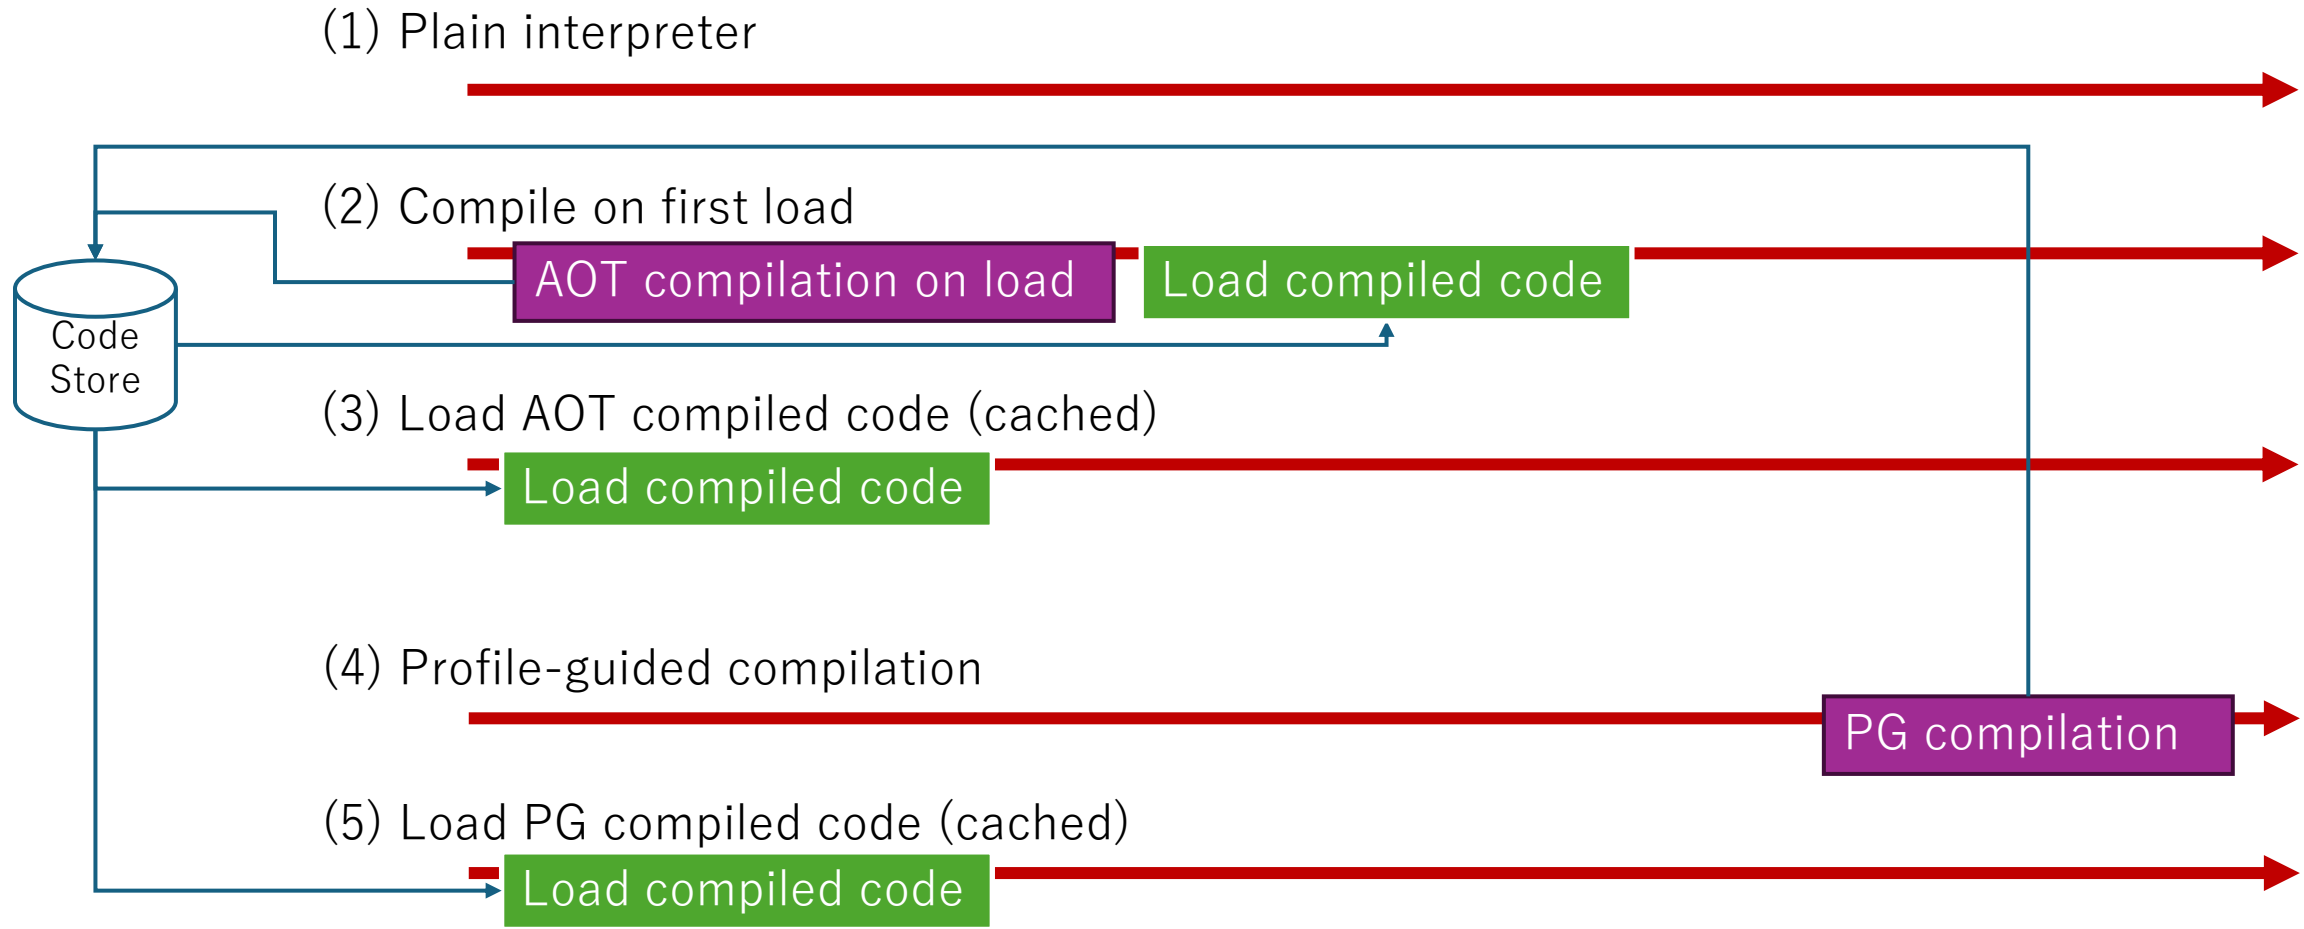 (1) Plain interpreter
(2) Compile on first load
AOT compilation on load
Load compiled code
Code
Store
(3) Load AOT compiled code (cached)
Load compiled code
(4) Profile-guided compilation
PG compilation
(5) Load PG compiled code (cached)
Load compiled code